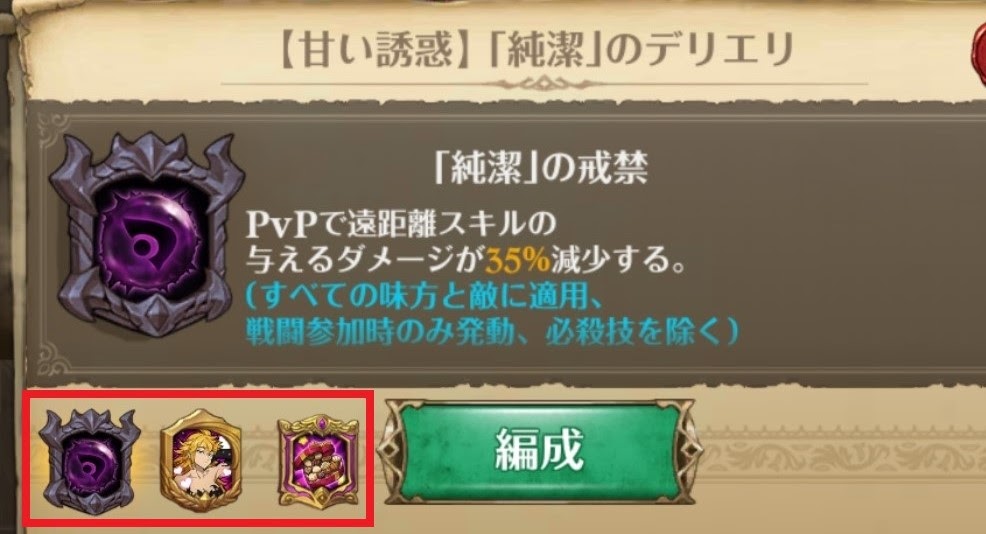 【甘い誘惑】「純潔」のデリエリ
「純潔」の戒禁
PvPで遠距離スキルの
与えるダメージが35%減少する。
(すべての味方と敵に適用、
戦闘参加時のみ発動、必殺技を除く)
編成